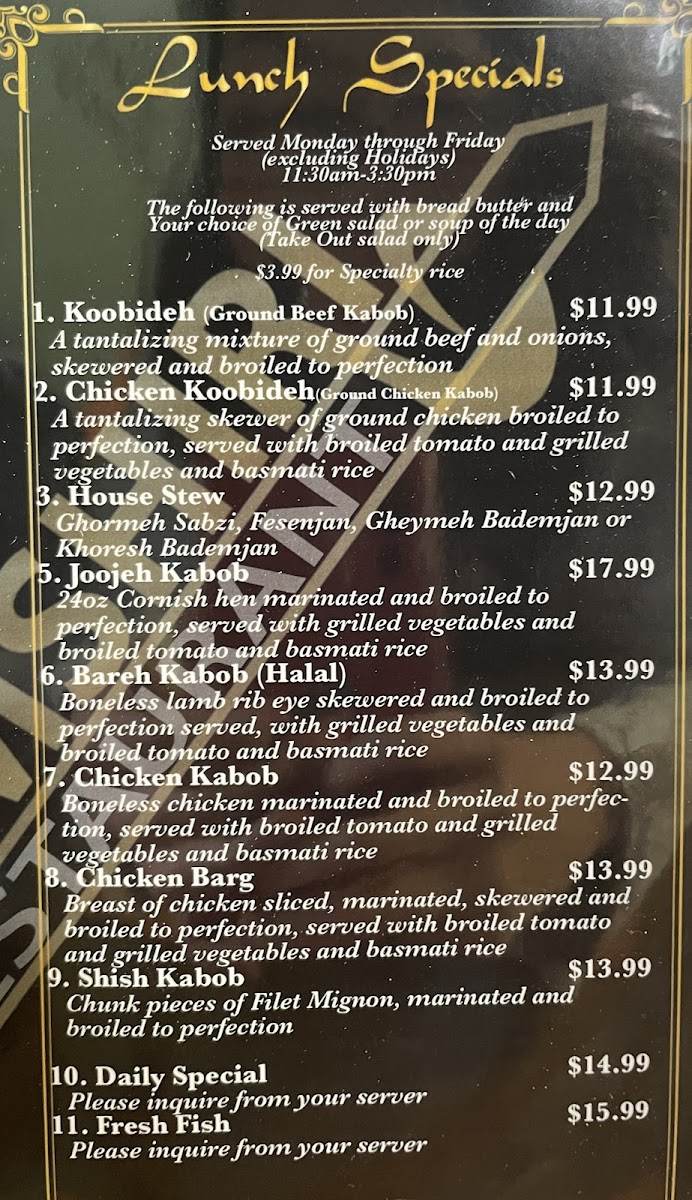 Lunch Specials
Served Monday through Friday
(excluding Holidays)
11:30am-3:30pm
The following is served with bread butter and
Your choice of Green salad or soup of the day
(Take Out salad only)
$3.99 for Specialty rice
1. Koobideh (Ground Beef Kabob) $11.99
A tantalizing mixture of ground beef and onions,
skewered and broiled to perfection
2. Chicken Koobideh(Ground Chicken Kabob) $11.99
A tantalizing skewer of ground chicken broiled to
perfection, served with broiled tomato and grilled
vegetables and basmati rice
3. House Stew $12.99
Ghormeh Sabzi, Fesenjan, Gheymeh Bademjan or
Khoresh Bademjan
5. Joojeh Kabob $17.99
24oz Cornish hen marinated and broiled to
perfection, served with grilled vegetables and
broiled tomato and basmati rice
6. Bareh Kabob (Halal) $13.99
Boneless lamb rib eye skewered and broiled to
perfection served, with grilled vegetables and
broiled tomato and basmati rice
7. Chicken Kabob $12.99
Boneless chicken marinated and broiled to perfec-
tion, served with broiled tomato and grilled
vegetables and basmati rice
8. Chicken Barg $13.99
Breast of chicken sliced, marinated, skewered and
broiled to perfection, served with broiled tomato
and grilled vegetables and basmati rice
9. Shish Kabob $13.99
Chunk pieces of Filet Mignon, marinated and
broiled to perfection
10. Daily Special $14.99
Please inquire from your server
11. Fresh Fish $15.99
Please inquire from your server